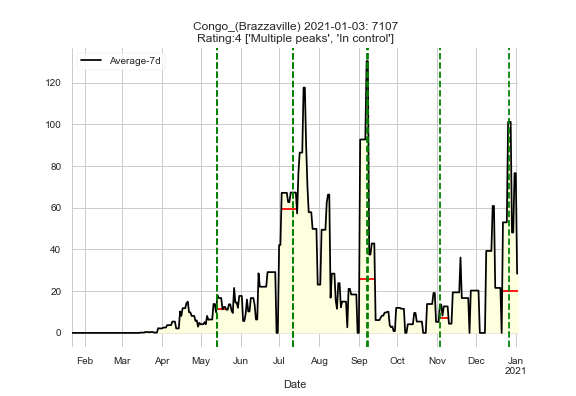 Congo_(Brazzaville) 2021-01-03: 7107
Rating:4 ['Multiple peaks', 'In control']
Average-7d
120
100
80
60
40
20
0
Feb Mar Apr May Jun Jul Aug Sep Oct Nov Dec Jan
2021
Date